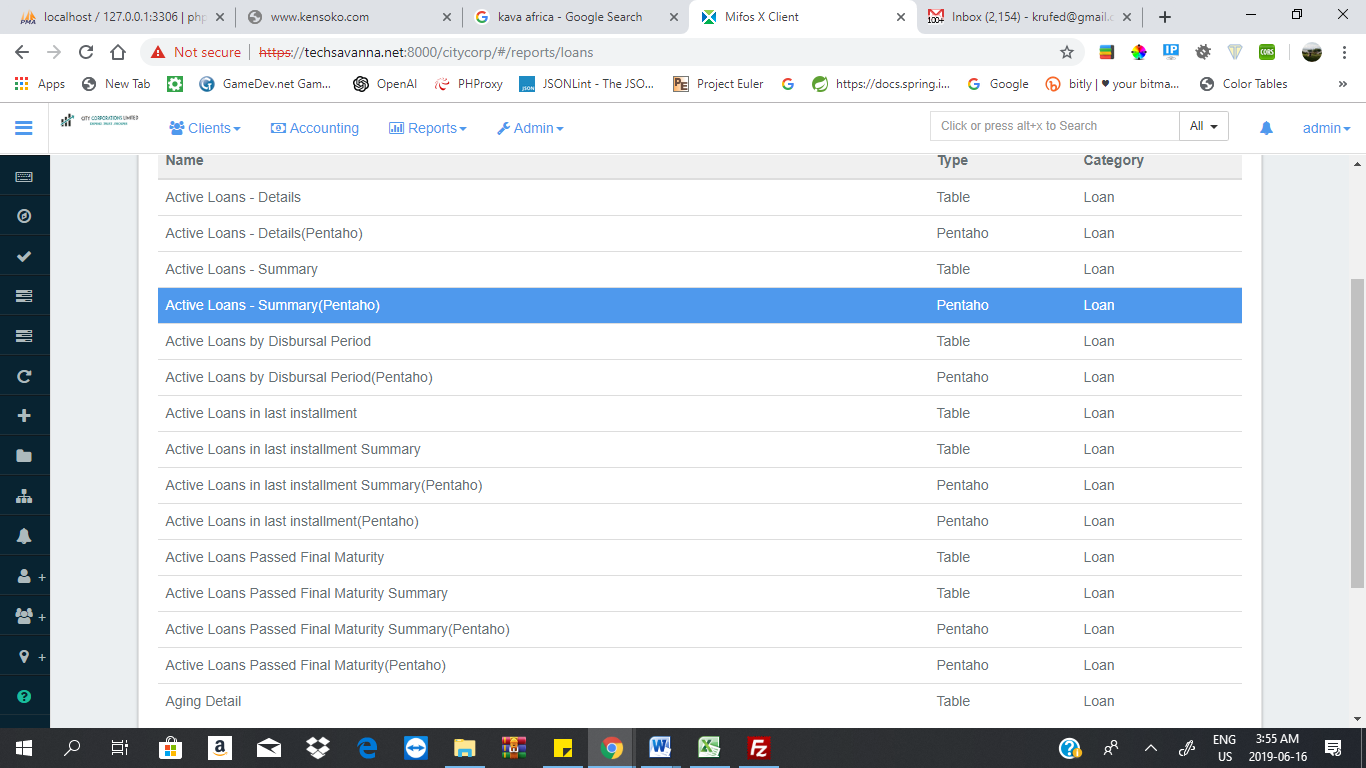 localhost / 127.0.0.1:3306 | php
www.kensoko.com
kava africa - Google Search
Mifos X Client
100+
Inbox (2,154) - krufed@gmail.c
Not secure | https://techsavanna.net:8000/citycorp/#/reports/loans
IP
CORS
Apps
New Tab
GameDev.net Gam...
OpenAI
PHProxy
JSON
JSONLint - The JSO...
PE
Project Euler
https://docs.spring.i...
Google
bitly | ♥ your bitma...
Color Tables
»
CITY CORPORATIONS LIMITED
Clients
Accounting
Reports
Admin
Click or press alt+x to Search
All
admin
Name Type Category
Active Loans - Details Table Loan
Active Loans - Details(Pentaho) Pentaho Loan
Active Loans - Summary Table Loan
Active Loans - Summary(Pentaho) Pentaho Loan
Active Loans by Disbursal Period Table Loan
Active Loans by Disbursal Period(Pentaho) Pentaho Loan
Active Loans in last installment Table Loan
Active Loans in last installment Summary Table Loan
Active Loans in last installment Summary(Pentaho) Pentaho Loan
Active Loans in last installment(Pentaho) Pentaho Loan
Active Loans Passed Final Maturity Table Loan
Active Loans Passed Final Maturity Summary Table Loan
Active Loans Passed Final Maturity Summary(Pentaho) Pentaho Loan
Active Loans Passed Final Maturity(Pentaho) Pentaho Loan
Aging Detail Table Loan
ENG
US
3:55 AM
2019-06-16